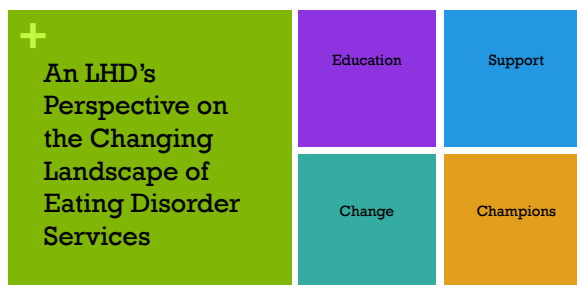 +
An LHD's
Perspective on
the Changing
Landscape of
Eating Disorder
Services
Education
Support
Change
Champions